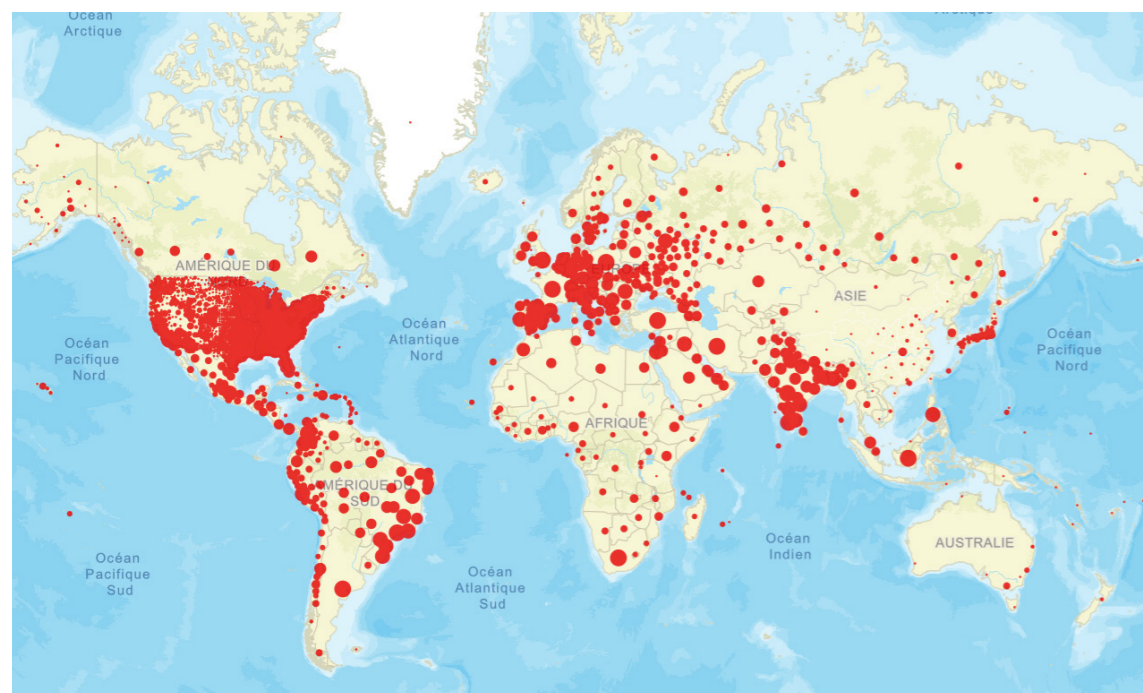 Océan
Arctique
AMÉRIQUE DU
EUROPE
ASIE
Océan
Atlantique
Nord
Océan
Pacifique
Nord
Océan
Pacifique
Nord
AFRIQUE
AMÉRIQUE DU
SUD
Océan
Indien
AUSTRALIE
Océan
Pacifique
Sud
Océan
Atlantique
Sud